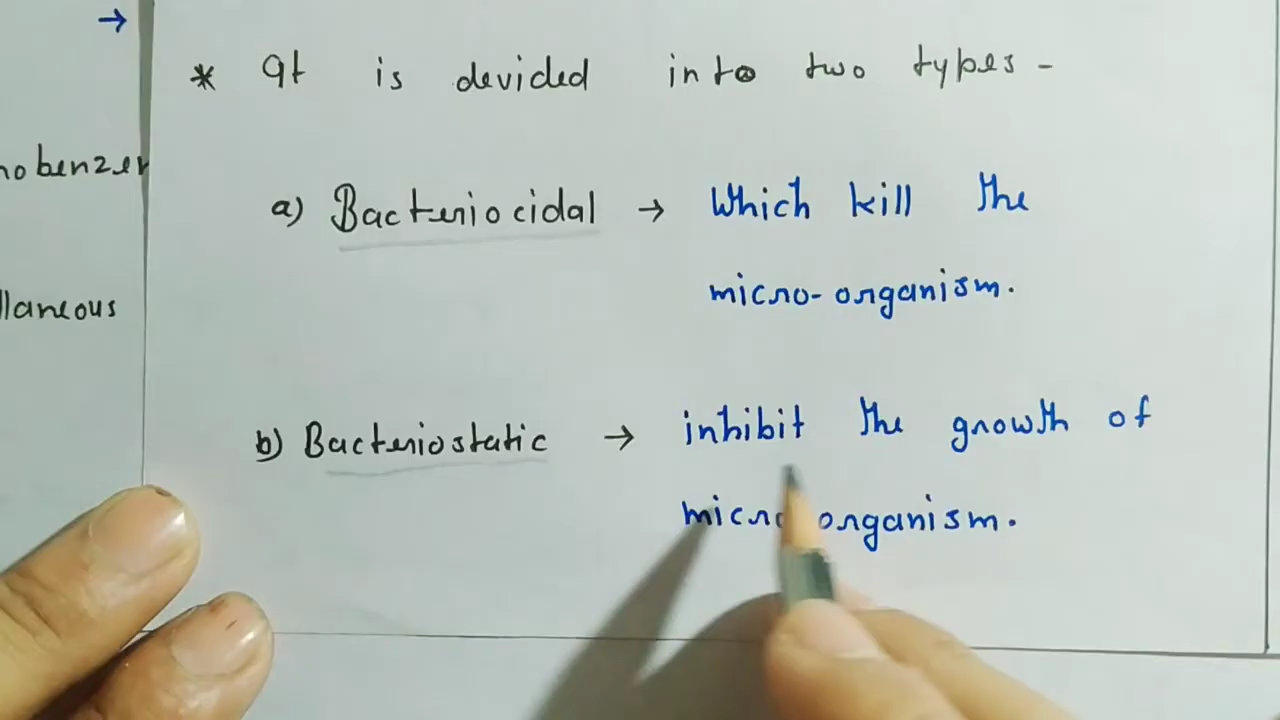 →
* It is devided into two types -
nobenzen
a) Bacteriocidal → Which kill the
micro-organism.
llaneous
b) Bacteriostatic → inhibit the growth of
micro organism.